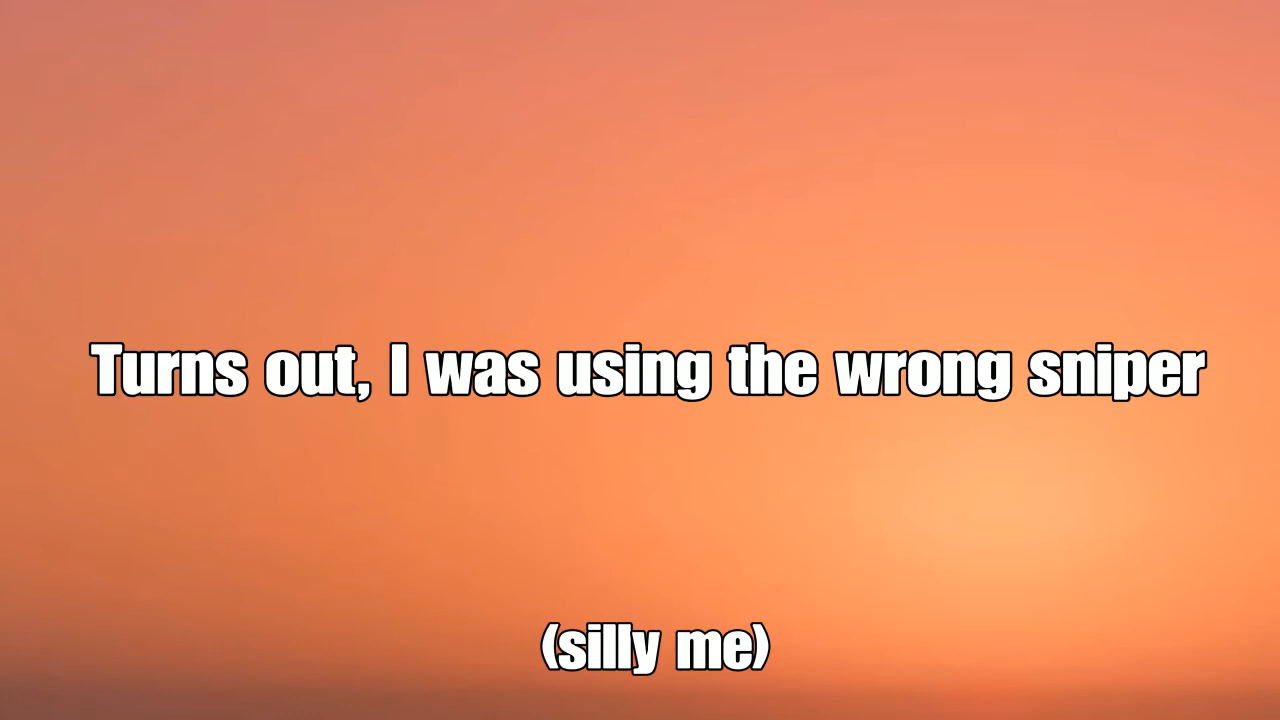 Turns out, I was using the wrong sniper
(silly me)